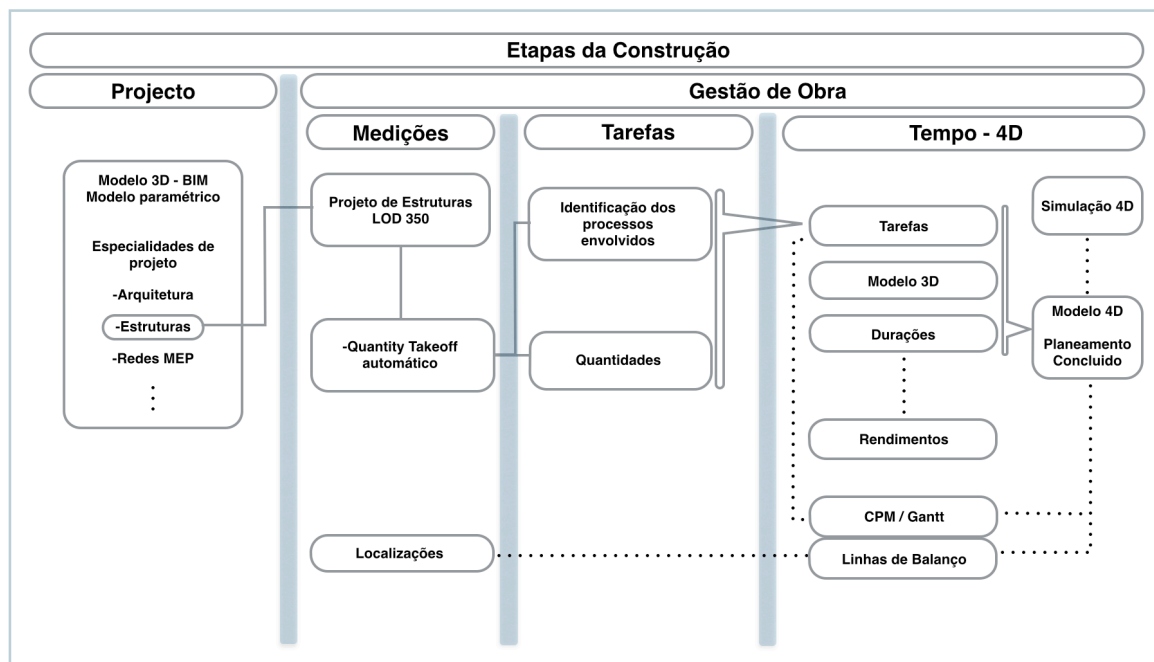 Etapas da Construção
Projecto
Gestão de Obra
Medições
Tarefas
Tempo - 4D
Modelo 3D - BIM
Modelo paramétrico
Especialidades de
projeto
-Arquitetura
-Estruturas
-Redes MEP
Projeto de Estruturas
LOD 350
-Quantity Takeoff
automático
Localizações
Identificação dos
processos
envolvidos
Quantidades
Tarefas
Modelo 3D
Durações
Rendimentos
CPM / Gantt
Linhas de Balanço
Simulação 4D
Modelo 4D
Planeamento
Concluido